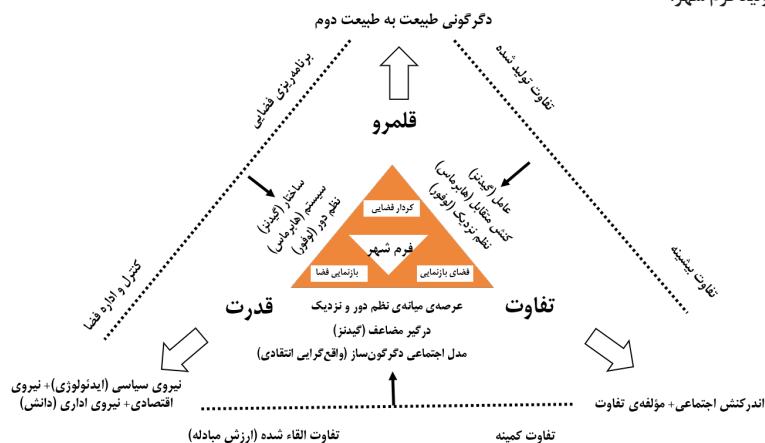 دگرگونی طبیعت به طبیعت دوم
برنامه‌ریزی فضایی
تفاوت تولید شده
قلمرو
ساختار (گیدنز)
سیستم (هابرماس)
نظم دور (لوفور)
عامل (گیدنز)
کنش متقابل (هابرماس)
نظم نزدیک (لوفور)
کردار فضایی
فرم شهر
فضای بازنمایی
بازنمایی فضا
کنترل و اداره فضا
تفاوت بیشینه
تفاوت
قدرت
عرصه‌ی میانه‌ی نظم دور و نزدیک
درگیر مضاعف (گیدنز)
مدل اجتماعی دگرگون‌ساز (واقع‌گرایی انتقادی)
نیروی سیاسی (ایدئولوژی)+ نیروی
اقتصادی+ نیروی اداری (دانش)
اندرکنش اجتماعی+ مؤلفه‌ی تفاوت
تفاوت کمینه
تفاوت القاء شده (ارزش مبادله)